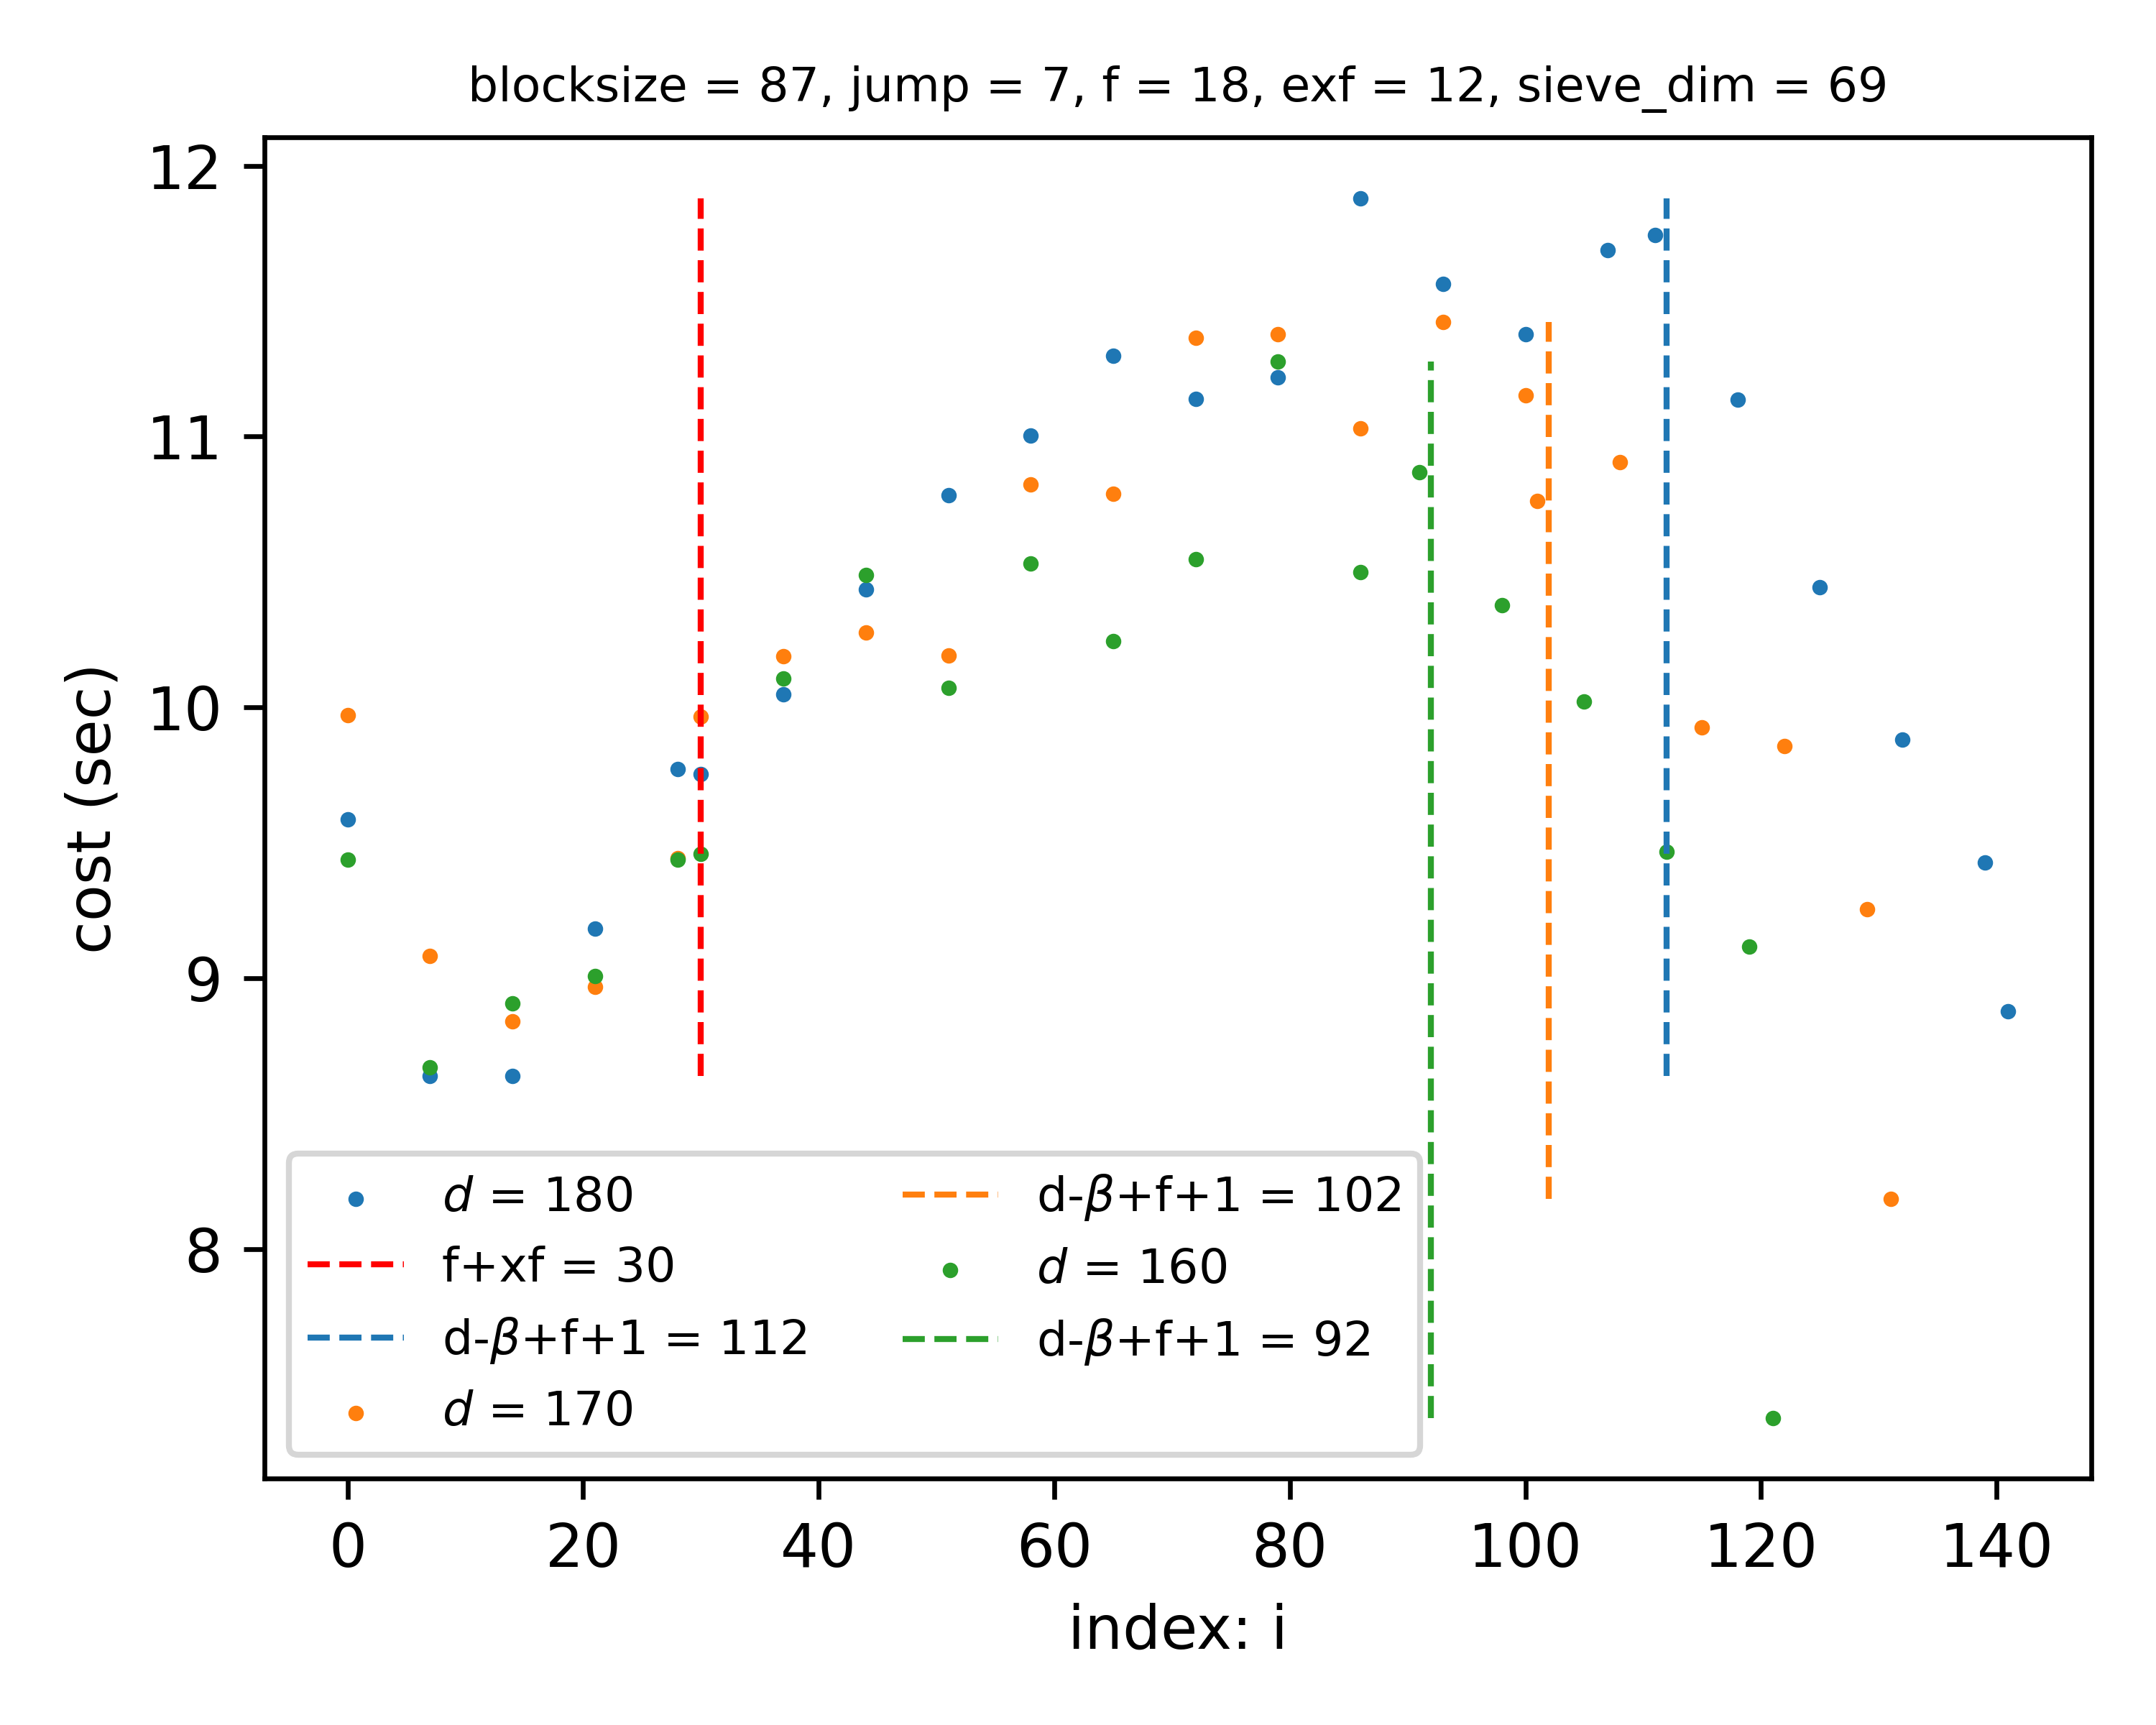 blocksize = 87, jump = 7, f = 18, exf = 12, sieve_dim = 69
12
11
10
9
8
cost (sec)
d = 180
f+xf = 30
d-β+f+1 = 112
d = 170
d-β+f+1 = 102
d = 160
d-β+f+1 = 92
0 20 40 60 80 100 120 140
index: i